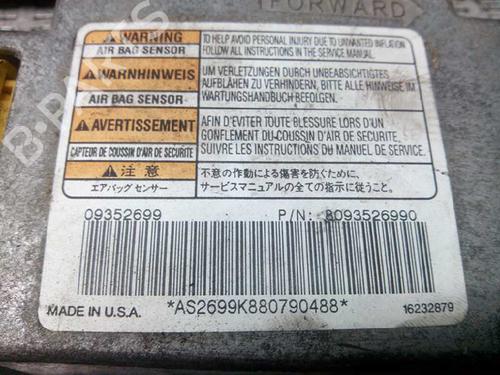 FORWARD
WARNING
AIR BAG SENSOR
TO HELP AVOID PERSONAL INJURY DUE TO UNWANTED INFLATION
FOLLOW ALL INSTRUCTIONS IN THE SERVICE MANUAL.
WARNHINWEIS
AIR BAG SENSOR
UM VERLETZUNGEN DURCH UNBEABSICHTIGTES
AUFBLÄHEN ZU VERHINDERN, BITTE ALLE HINWEISE IM
WARTUNGSHANDBUCH BEFOLGEN.
AVERTISSEMENT
CAPTEUR DE COUSSIN D'AIR DE SECURITE
AFIN D'EVITER TOUTE BLESSURE LORS D'UN
GONFLEMENT DU COUSSIN D'AIR DE SECURITE,
SUIVRE LES INSTRUCTIONS DU MANUEL DE SERVICE.
注意
エアバッグ センサー
不意の作動による傷害を防ぐために、
サービスマニュアルの全ての指示に従うこと.
09352699 P/N: 8093526990
MADE IN U.S.A. *AS2699K880790488* 16232879
B-PARTS